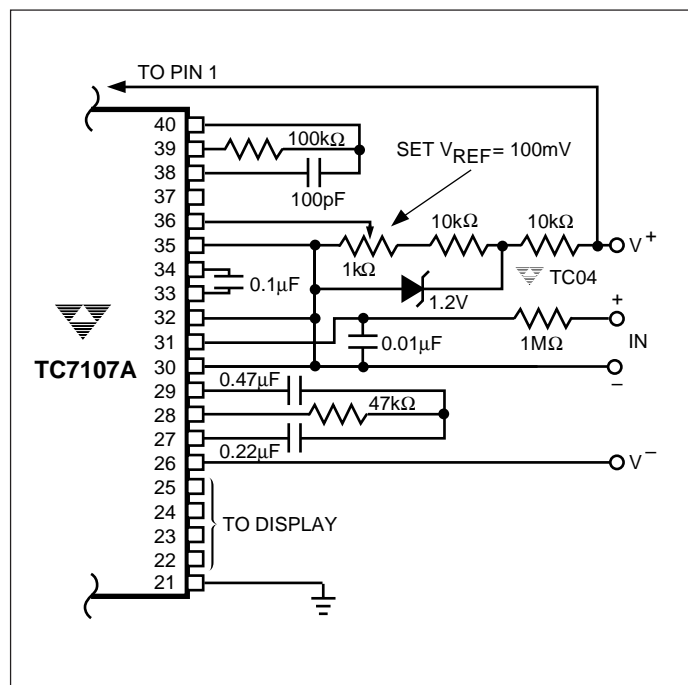 TO PIN 1
40
39
38
37
36
35
34
33
32
31
30
29
28
27
26
25
24
23
22
21
TC7107A
100kΩ
100pF
SET VREF = 100mV
1kΩ
10kΩ
10kΩ
V+
TC04
1.2V
0.1µF
+
IN
–
0.01µF
1MΩ
0.47µF
47kΩ
0.22µF
V–
TO DISPLAY